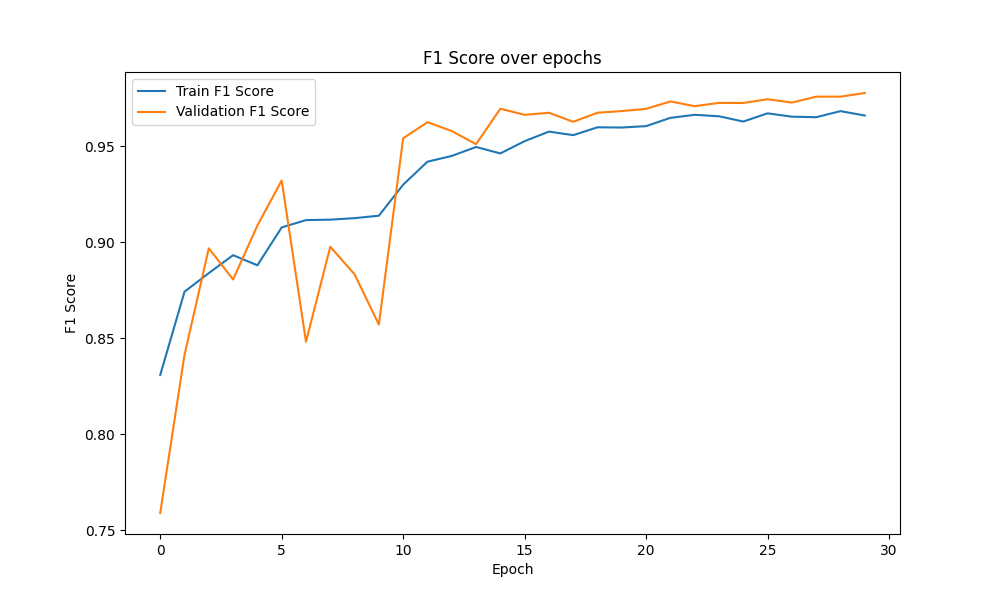 F1 Score over epochs
Train F1 Score
Validation F1 Score
0.95
0.90
0.85
0.80
0.75
F1 Score
0 5 10 15 20 25 30
Epoch